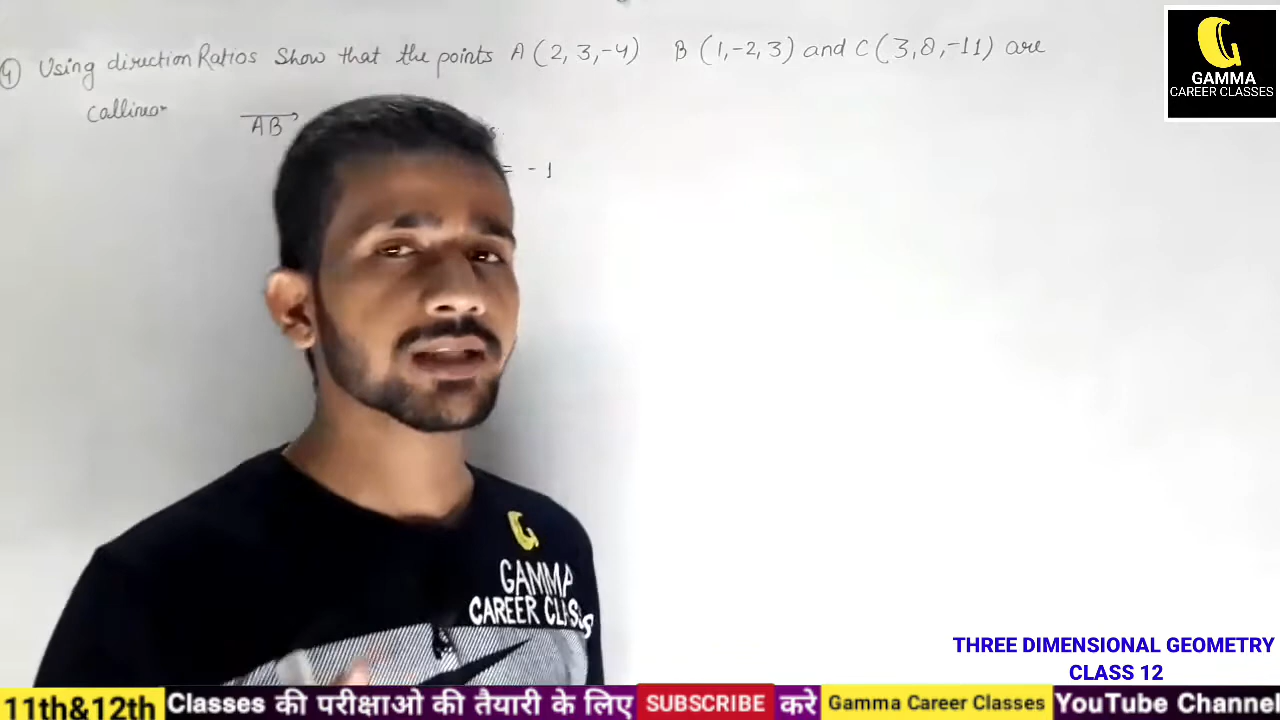 4) Using direction Ratios Show that the points A (2, 3, -4) B (1, -2, 3) and C (3, 8, -11) are
callinear
AB
= -1
GAMMA
CAREER CLASSES
GAMMA
CAREER CLASSES
THREE DIMENSIONAL GEOMETRY
CLASS 12
11th&12th Classes की परीक्षाओ की तैयारी के लिए SUBSCRIBE करे Gamma Career Classes YouTube Channel